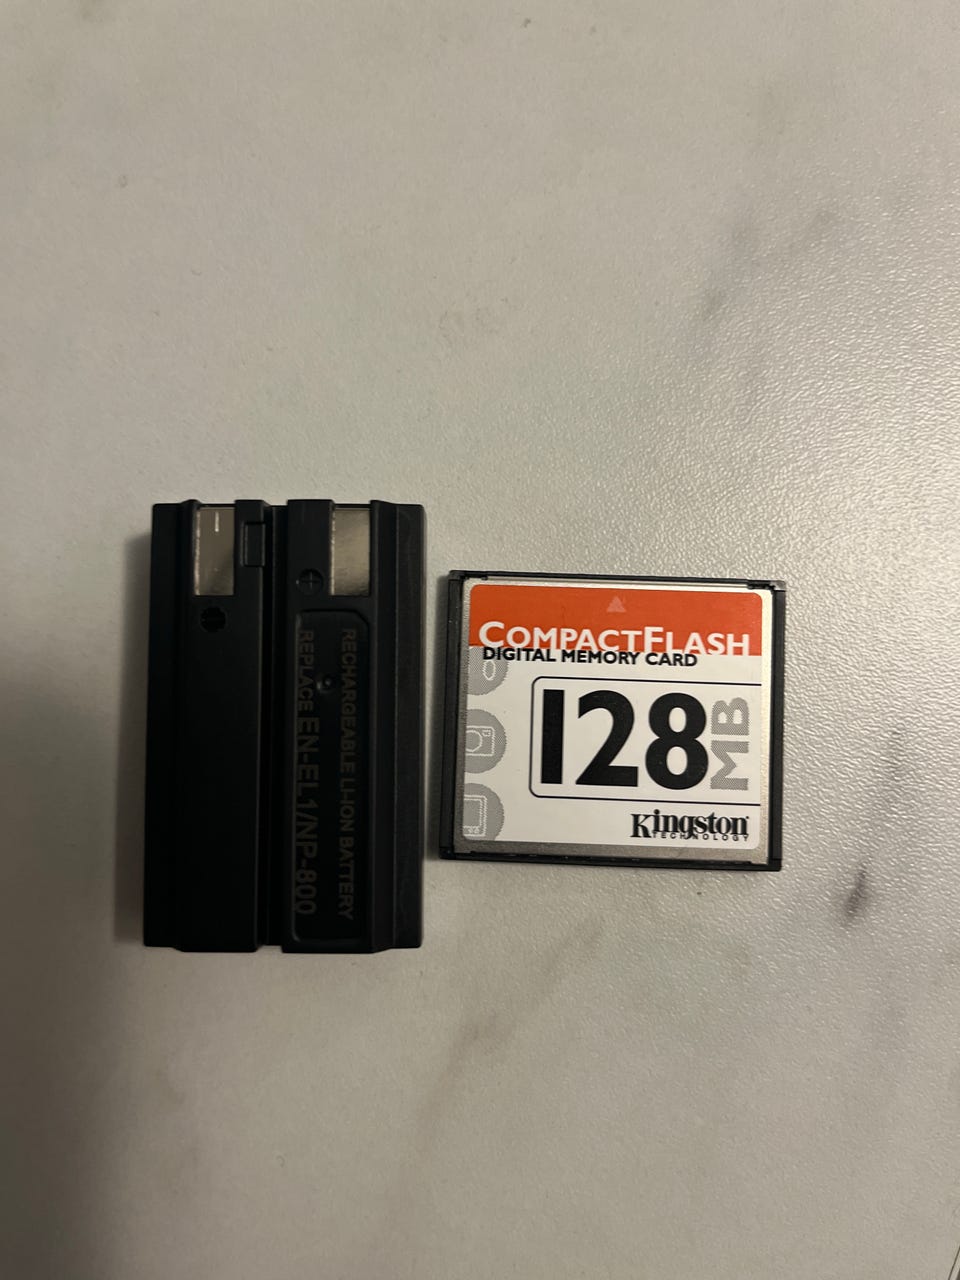 RECHARGEABLE LI-ION BATTERY
REPLACE EN-EL1/NP-800
COMPACTFLASH
DIGITAL MEMORY CARD
128 MB
Kingston
TECHNOLOGY